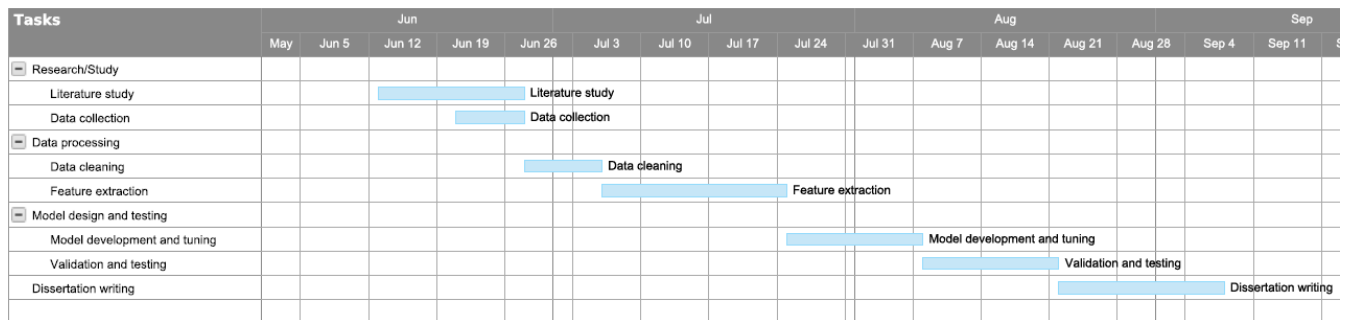 Tasks
Jun Jul Aug Sep
May Jun 5 Jun 12 Jun 19 Jun 26 Jul 3 Jul 10 Jul 17 Jul 24 Jul 31 Aug 7 Aug 14 Aug 21 Aug 28 Sep 4 Sep 11
Research/Study
Literature study Literature study
Data collection Data collection
Data processing
Data cleaning Data cleaning
Feature extraction Feature extraction
Model design and testing
Model development and tuning Model development and tuning
Validation and testing Validation and testing
Dissertation writing Dissertation writing